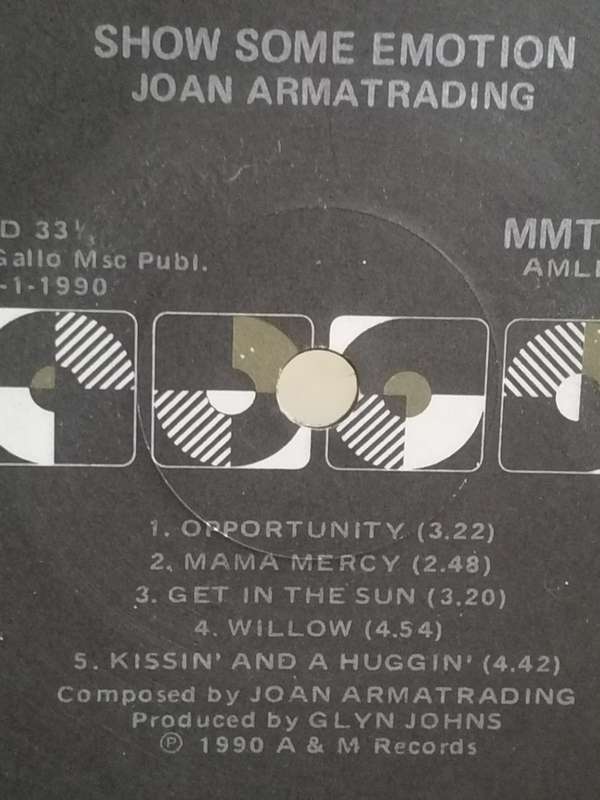 SHOW SOME EMOTION
JOAN ARMATRADING
D 33⅓
Gallo Msc Publ.
-1-1990
MMT
AML
1. OPPORTUNITY (3.22)
2. MAMA MERCY (2.48)
3. GET IN THE SUN (3.20)
4. WILLOW (4.54)
5. KISSIN' AND A HUGGIN' (4.42)
Composed by JOAN ARMATRADING
Produced by GLYN JOHNS
Ⓟ 1990 A & M Records